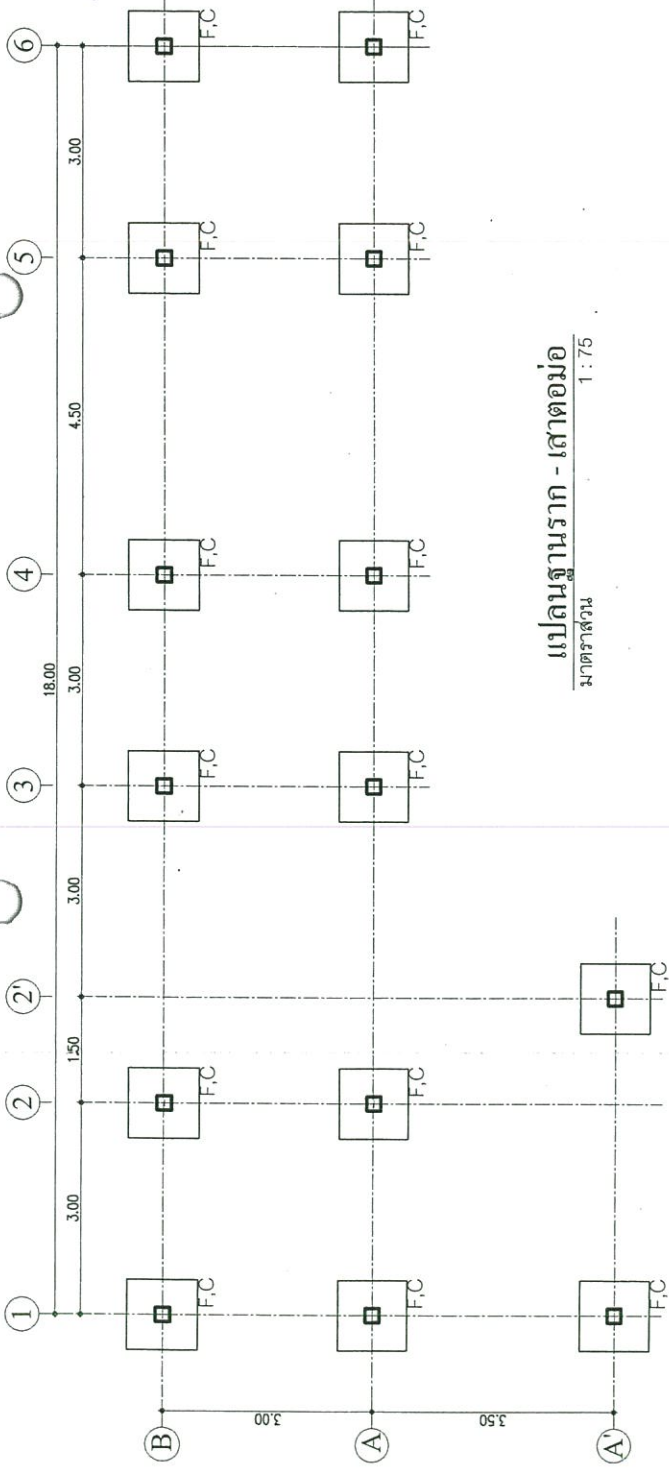 1 2 2' 3 4 5 6
18.00
3.00 1.50 3.00 3.00 4.50 3.00
B
F,C F,C F,C F,C F,C F,C
3.00
A
F,C F,C F,C F,C F,C F,C
3.50
A'
F,C F,C
แปลนฐานราก - เสาตอม่อ
มาตราส่วน 1 : 75